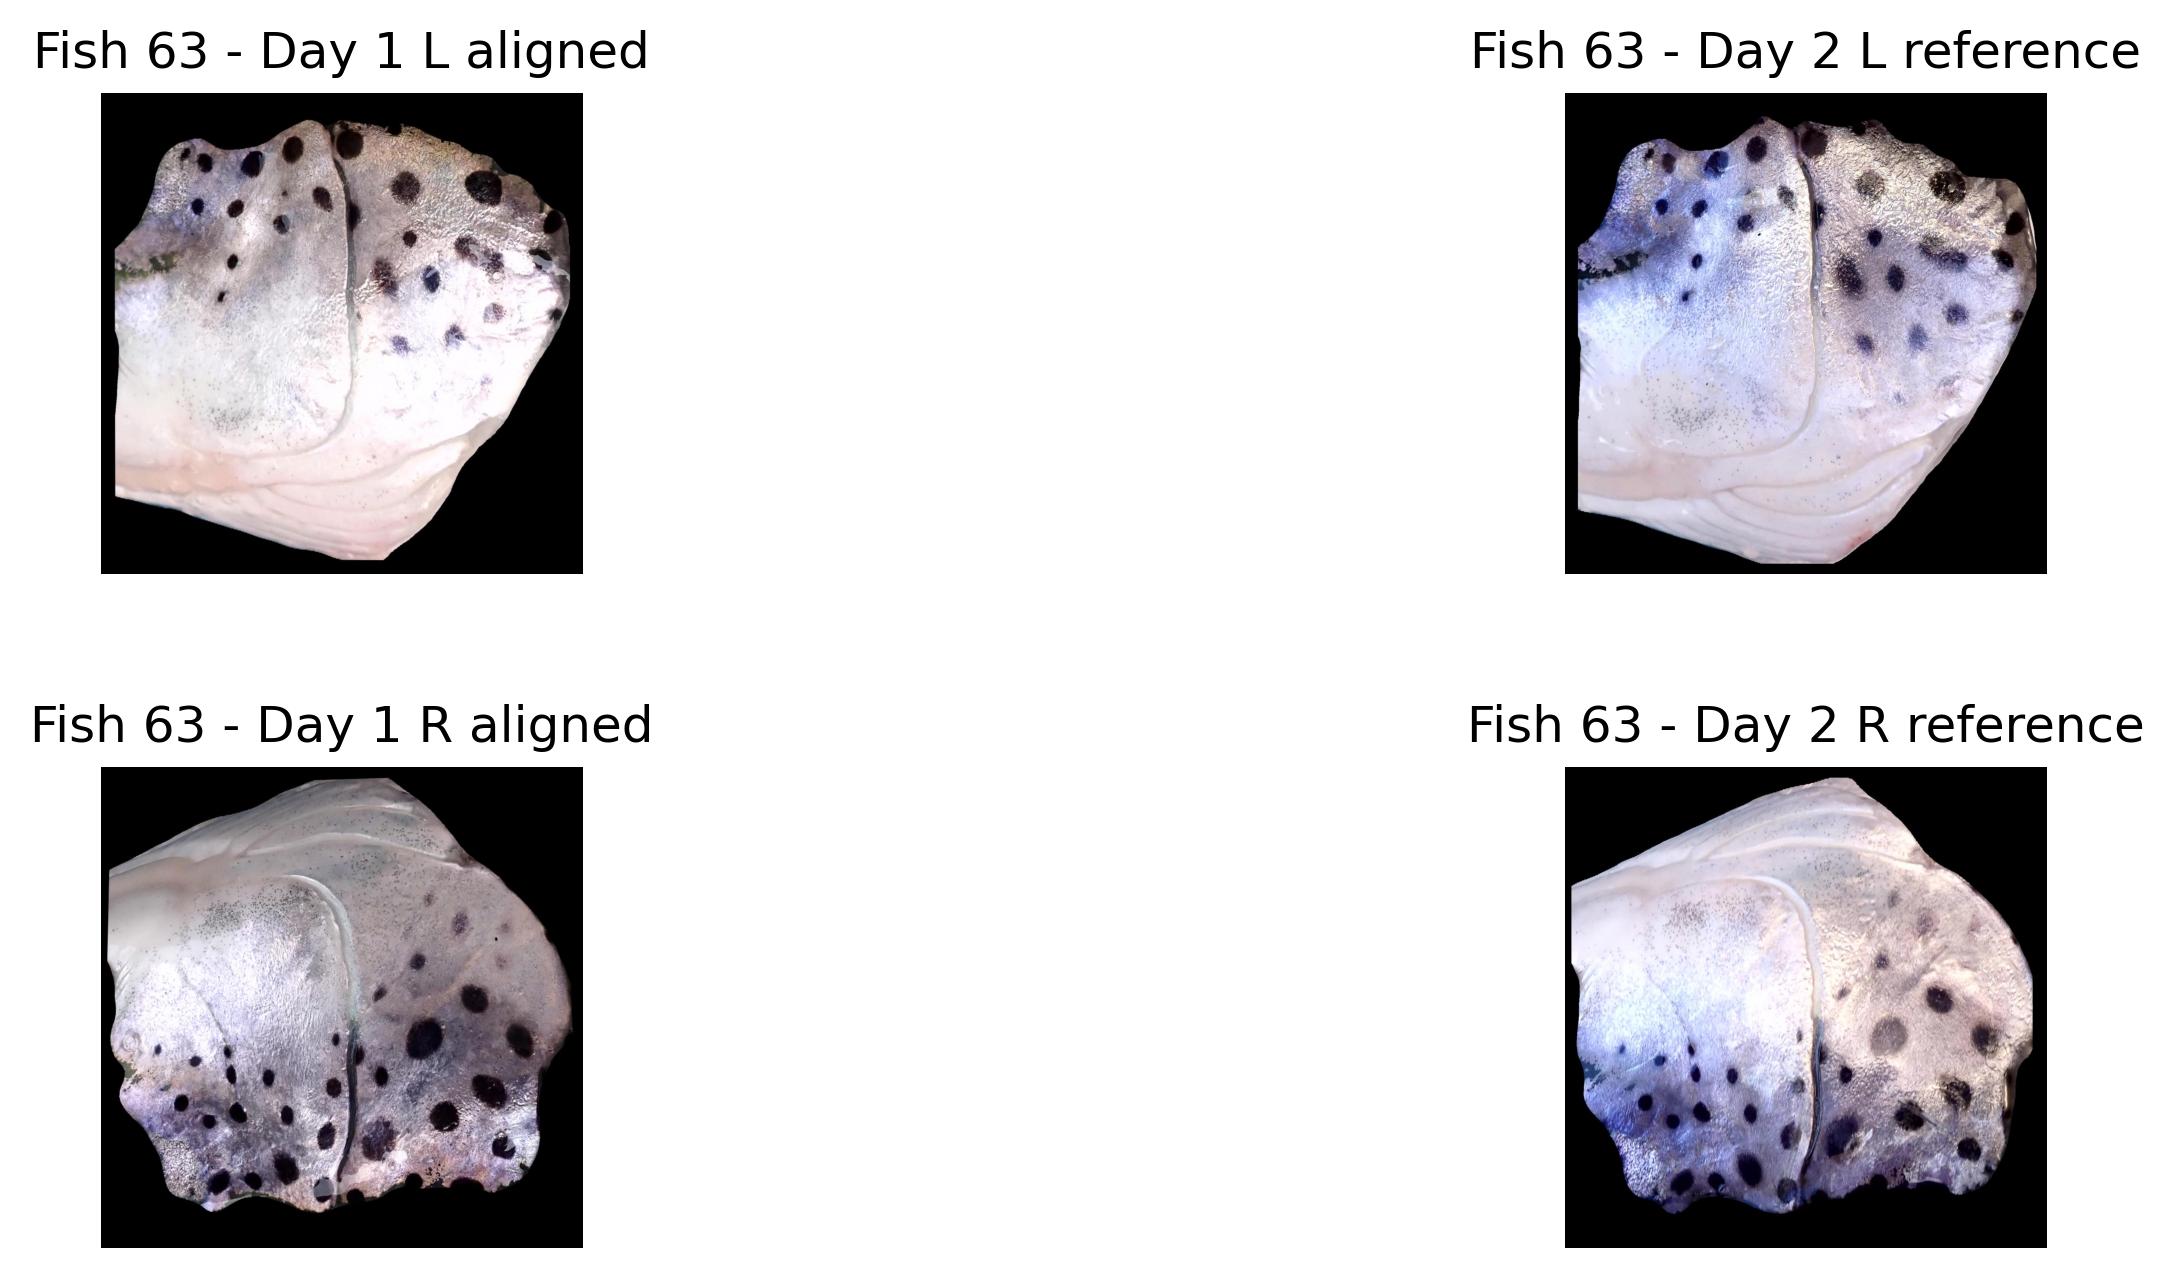 Fish 63 - Day 1 L aligned
Fish 63 - Day 2 L reference
Fish 63 - Day 1 R aligned
Fish 63 - Day 2 R reference